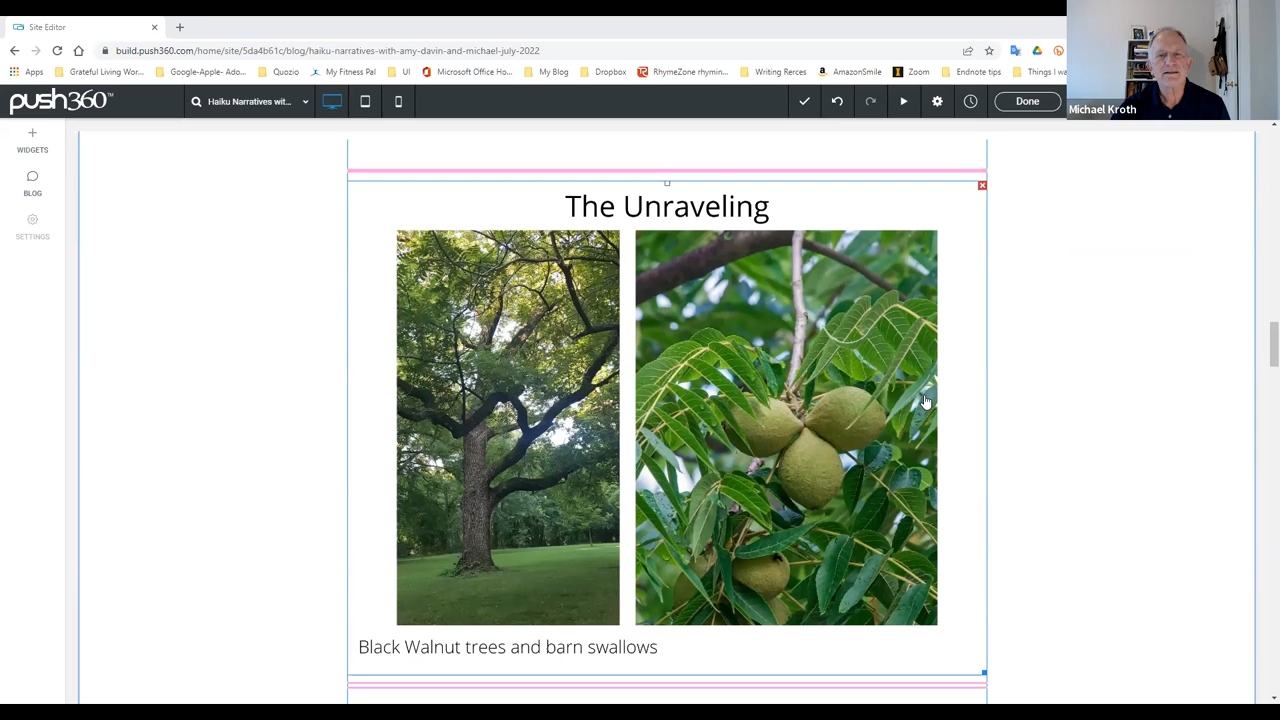 Site Editor
build.push360.com/home/site/5da4b61c/blog/haiku-narratives-with-amy-davin-and-michael-july-2022
Apps Grateful Living Wor... Google-Apple- Ado... Quozio My Fitness Pal UI Microsoft Office Ho... My Blog Dropbox RhymeZone rhymin... Writing Rerces AmazonSmile Zoom Endnote tips Things I wa
push360™ Haiku Narratives wit... Done
Michael Kroth
WIDGETS
BLOG
SETTINGS
The Unraveling
Black Walnut trees and barn swallows